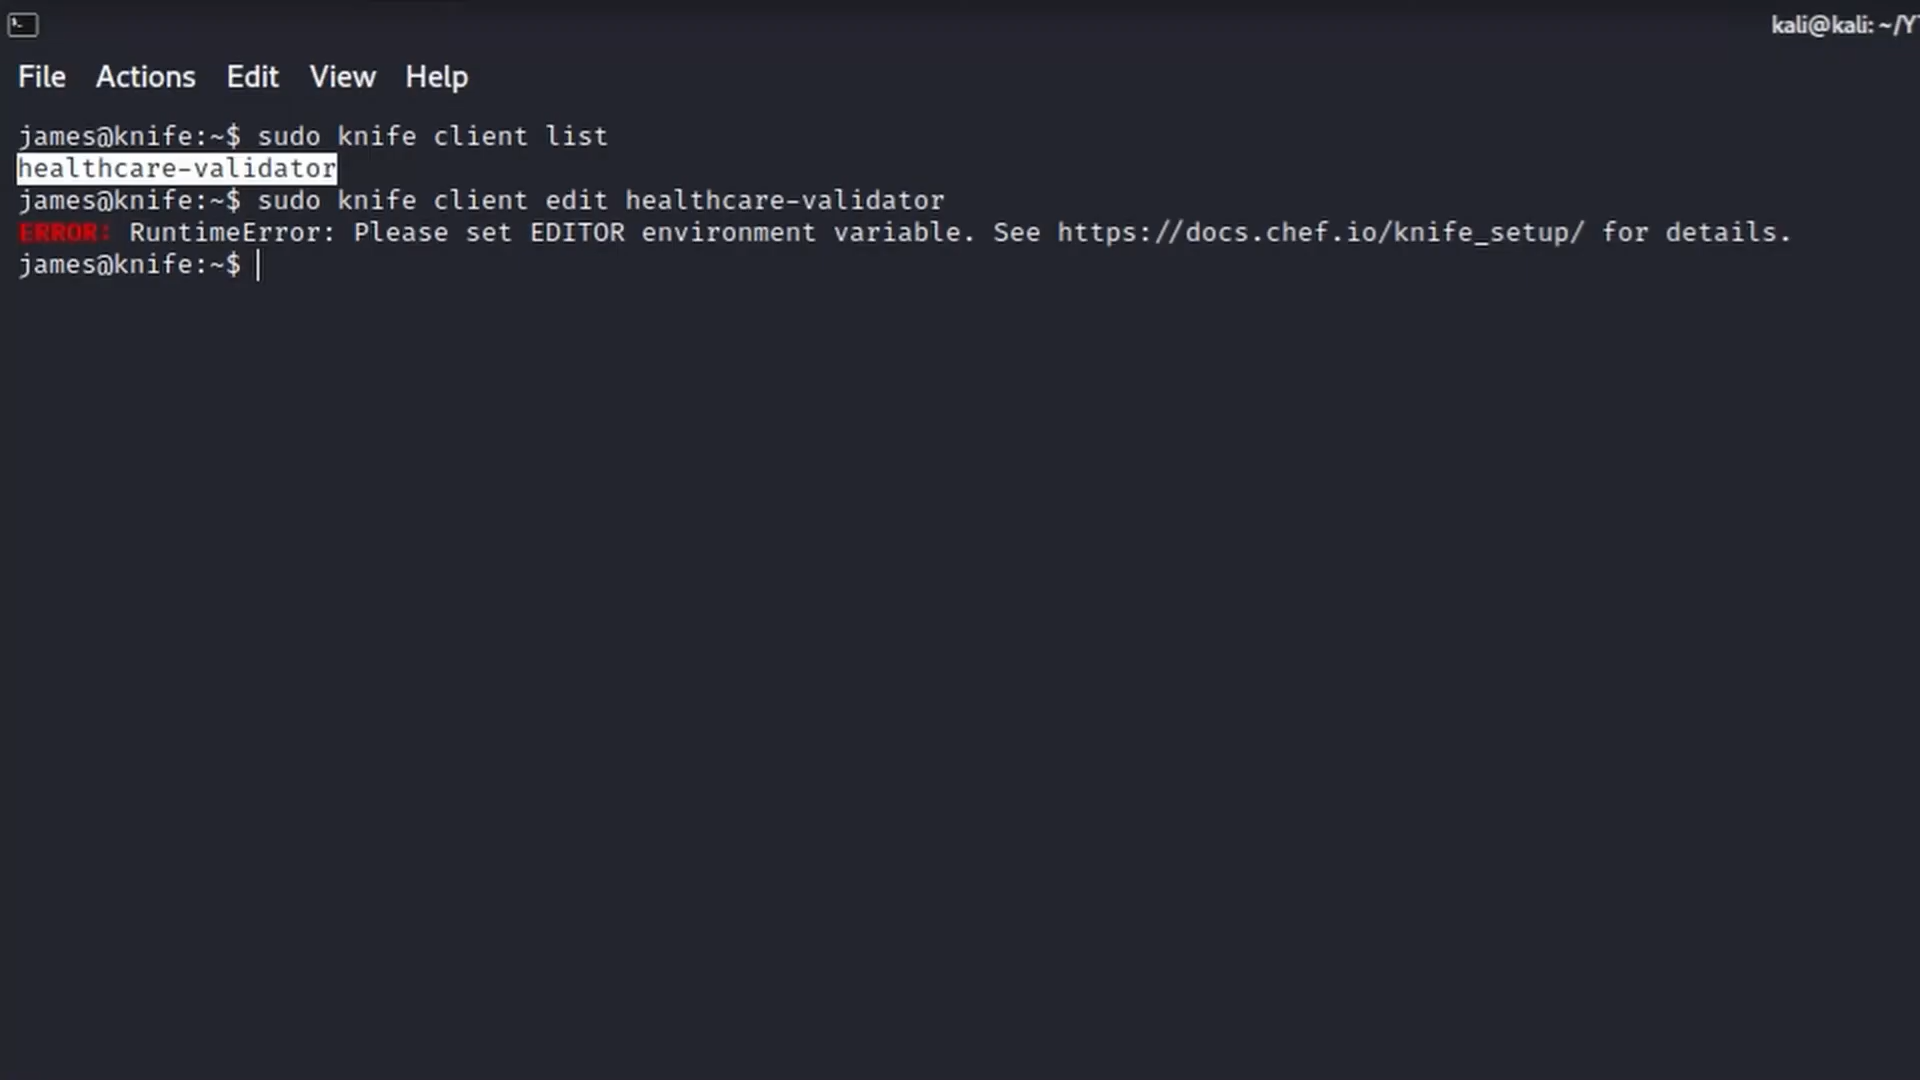 kali@kali: ~/Y
File Actions Edit View Help
james@knife:~$ sudo knife client list
healthcare-validator
james@knife:~$ sudo knife client edit healthcare-validator
ERROR: RuntimeError: Please set EDITOR environment variable. See https://docs.chef.io/knife_setup/ for details.
james@knife:~$